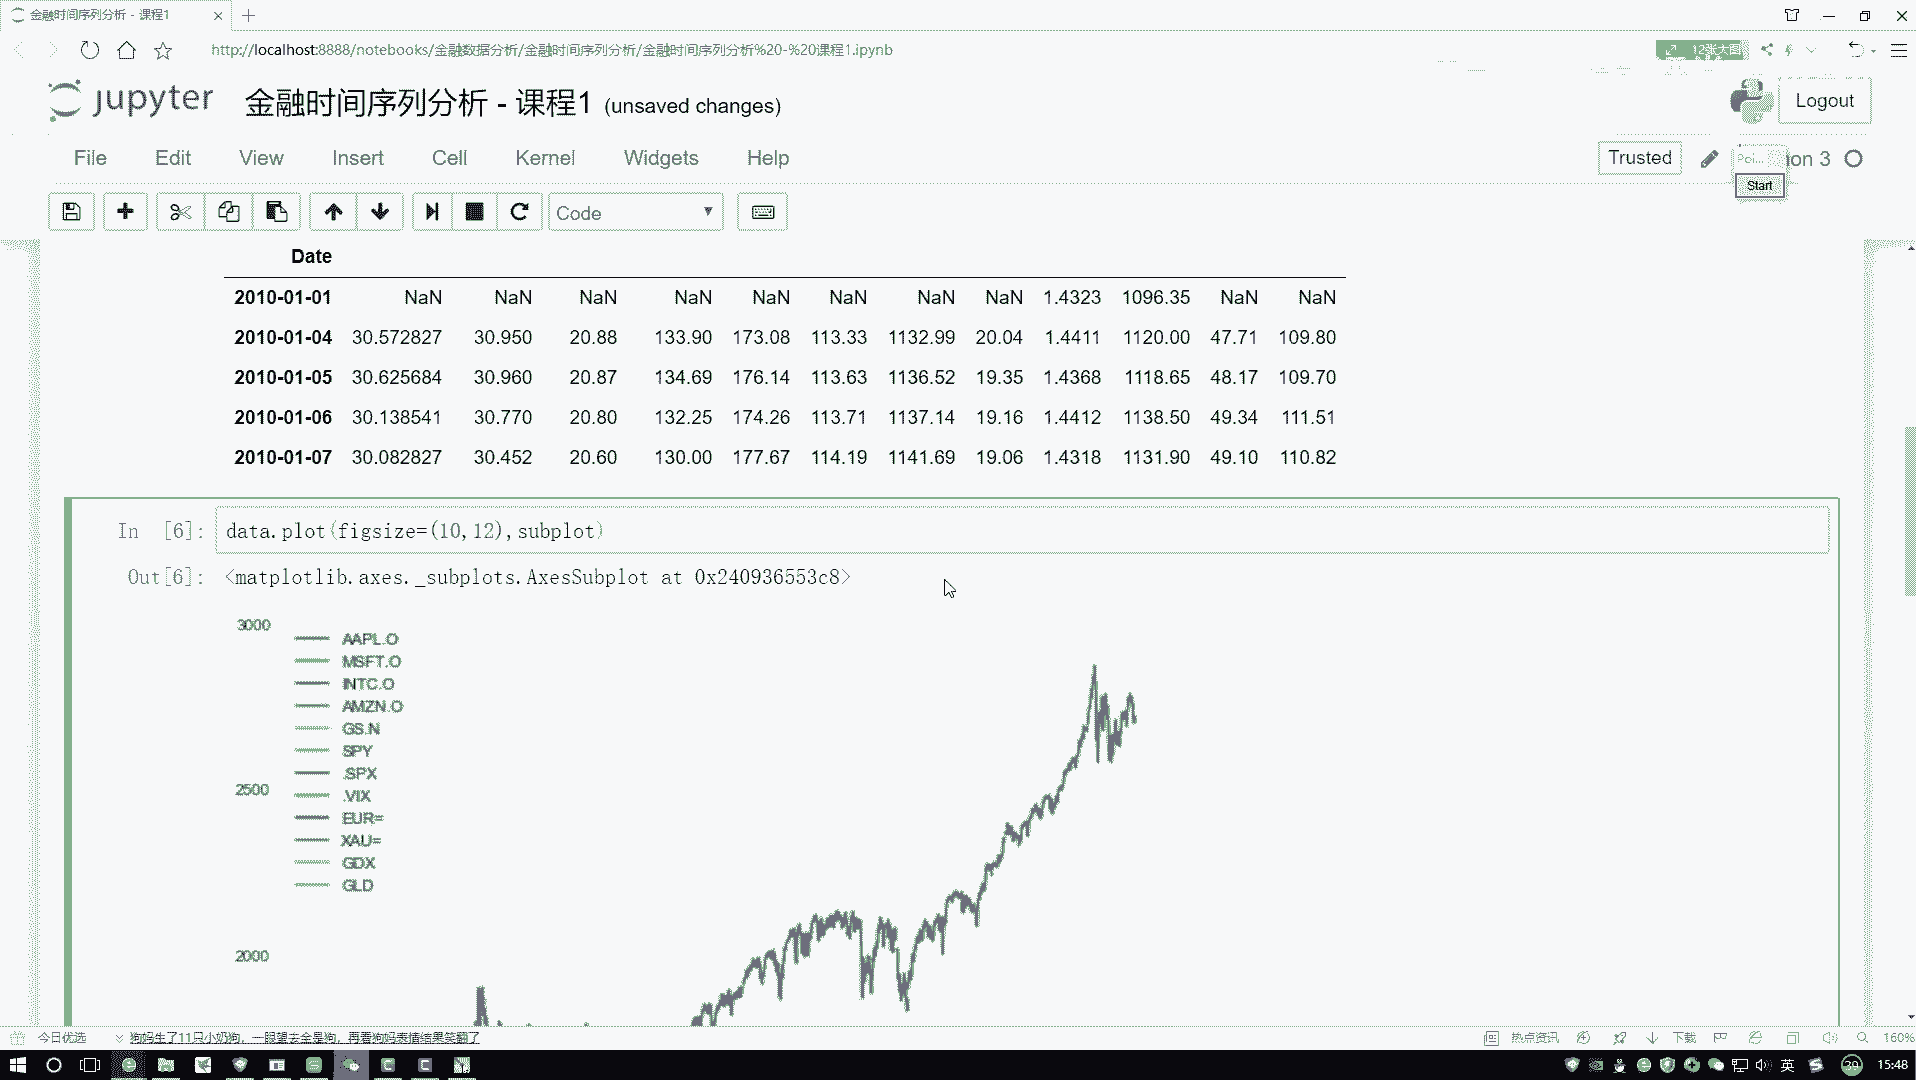 金融时间序列分析 - 课程1
http://localhost:8888/notebooks/金融数据分析/金融时间序列分析/金融时间序列分析%20-%20课程1.ipynb
12张大图
jupyter 金融时间序列分析 - 课程1 (unsaved changes)
Logout
File Edit View Insert Cell Kernel Widgets Help
Trusted
Poi... ion 3
Start
Code
Date
2010-01-01 NaN NaN NaN NaN NaN NaN NaN NaN 1.4323 1096.35 NaN NaN
2010-01-04 30.572827 30.950 20.88 133.90 173.08 113.33 1132.99 20.04 1.4411 1120.00 47.71 109.80
2010-01-05 30.625684 30.960 20.87 134.69 176.14 113.63 1136.52 19.35 1.4368 1118.65 48.17 109.70
2010-01-06 30.138541 30.770 20.80 132.25 174.26 113.71 1137.14 19.16 1.4412 1138.50 49.34 111.51
2010-01-07 30.082827 30.452 20.60 130.00 177.67 114.19 1141.69 19.06 1.4318 1131.90 49.10 110.82
In [6]: data.plot(figsize=(10,12),subplot)
Out[6]: <matplotlib.axes._subplots.AxesSubplot at 0x240936553c8>
3000
AAPL.O
MSFT.O
INTC.O
AMZN.O
GS.N
SPY
.SPX
2500
.VIX
EUR=
XAU=
GDX
GLD
2000
今日优选 狗妈生了11只小奶狗，一眼望去全是狗，再看狗妈表情结果笑翻了
热点资讯 下载 160%
英 39 15:48